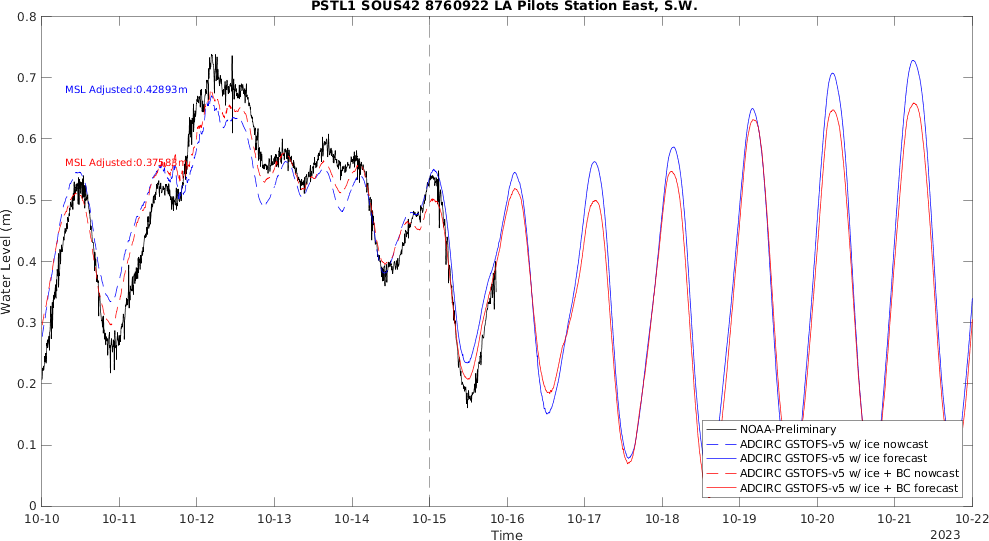 PSTL1 SOUS42 8760922 LA Pilots Station East, S.W.
0.8
0.7
0.6
0.5
0.4
0.3
0.2
0.1
0
Water Level (m)
MSL Adjusted:0.42893m
MSL Adjusted:0.37588m
NOAA-Preliminary
ADCIRC GSTOFS-v5 w/ ice nowcast
ADCIRC GSTOFS-v5 w/ ice forecast
ADCIRC GSTOFS-v5 w/ ice + BC nowcast
ADCIRC GSTOFS-v5 w/ ice + BC forecast
10-10 10-11 10-12 10-13 10-14 10-15 10-16 10-17 10-18 10-19 10-20 10-21 10-22
Time
2023